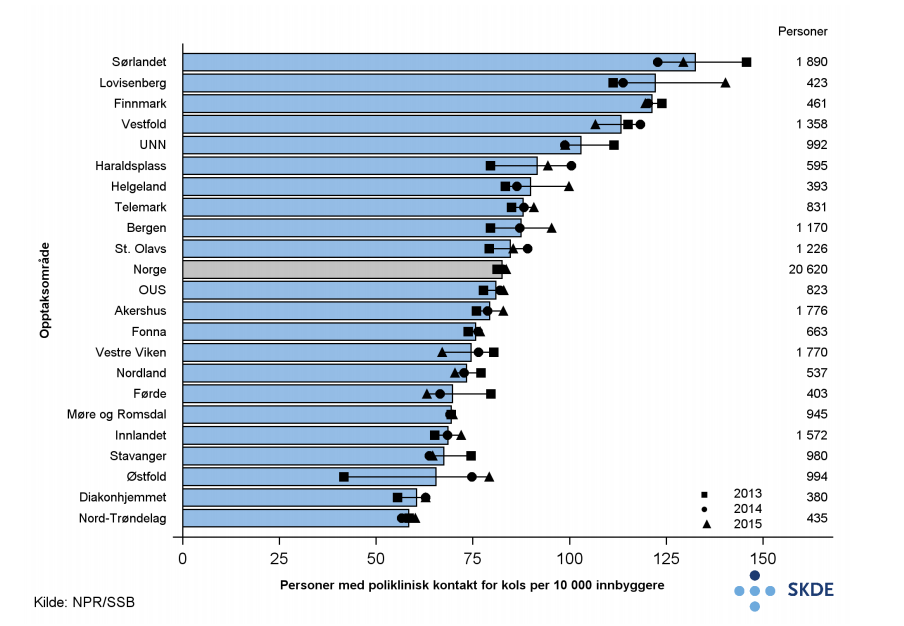 Personer
Sørlandet 1 890
Lovisenberg 423
Finnmark 461
Vestfold 1 358
UNN 992
Haraldsplass 595
Helgeland 393
Telemark 831
Bergen 1 170
St. Olavs 1 226
Norge 20 620
OUS 823
Akershus 1 776
Fonna 663
Vestre Viken 1 770
Nordland 537
Førde 403
Møre og Romsdal 945
Innlandet 1 572
Stavanger 980
Østfold 994
Diakonhjemmet 380
Nord-Trøndelag 435
Opptaksområde
2013
2014
2015
0 25 50 75 100 125 150
Personer med poliklinisk kontakt for kols per 10 000 innbyggere
Kilde: NPR/SSB
SKDE